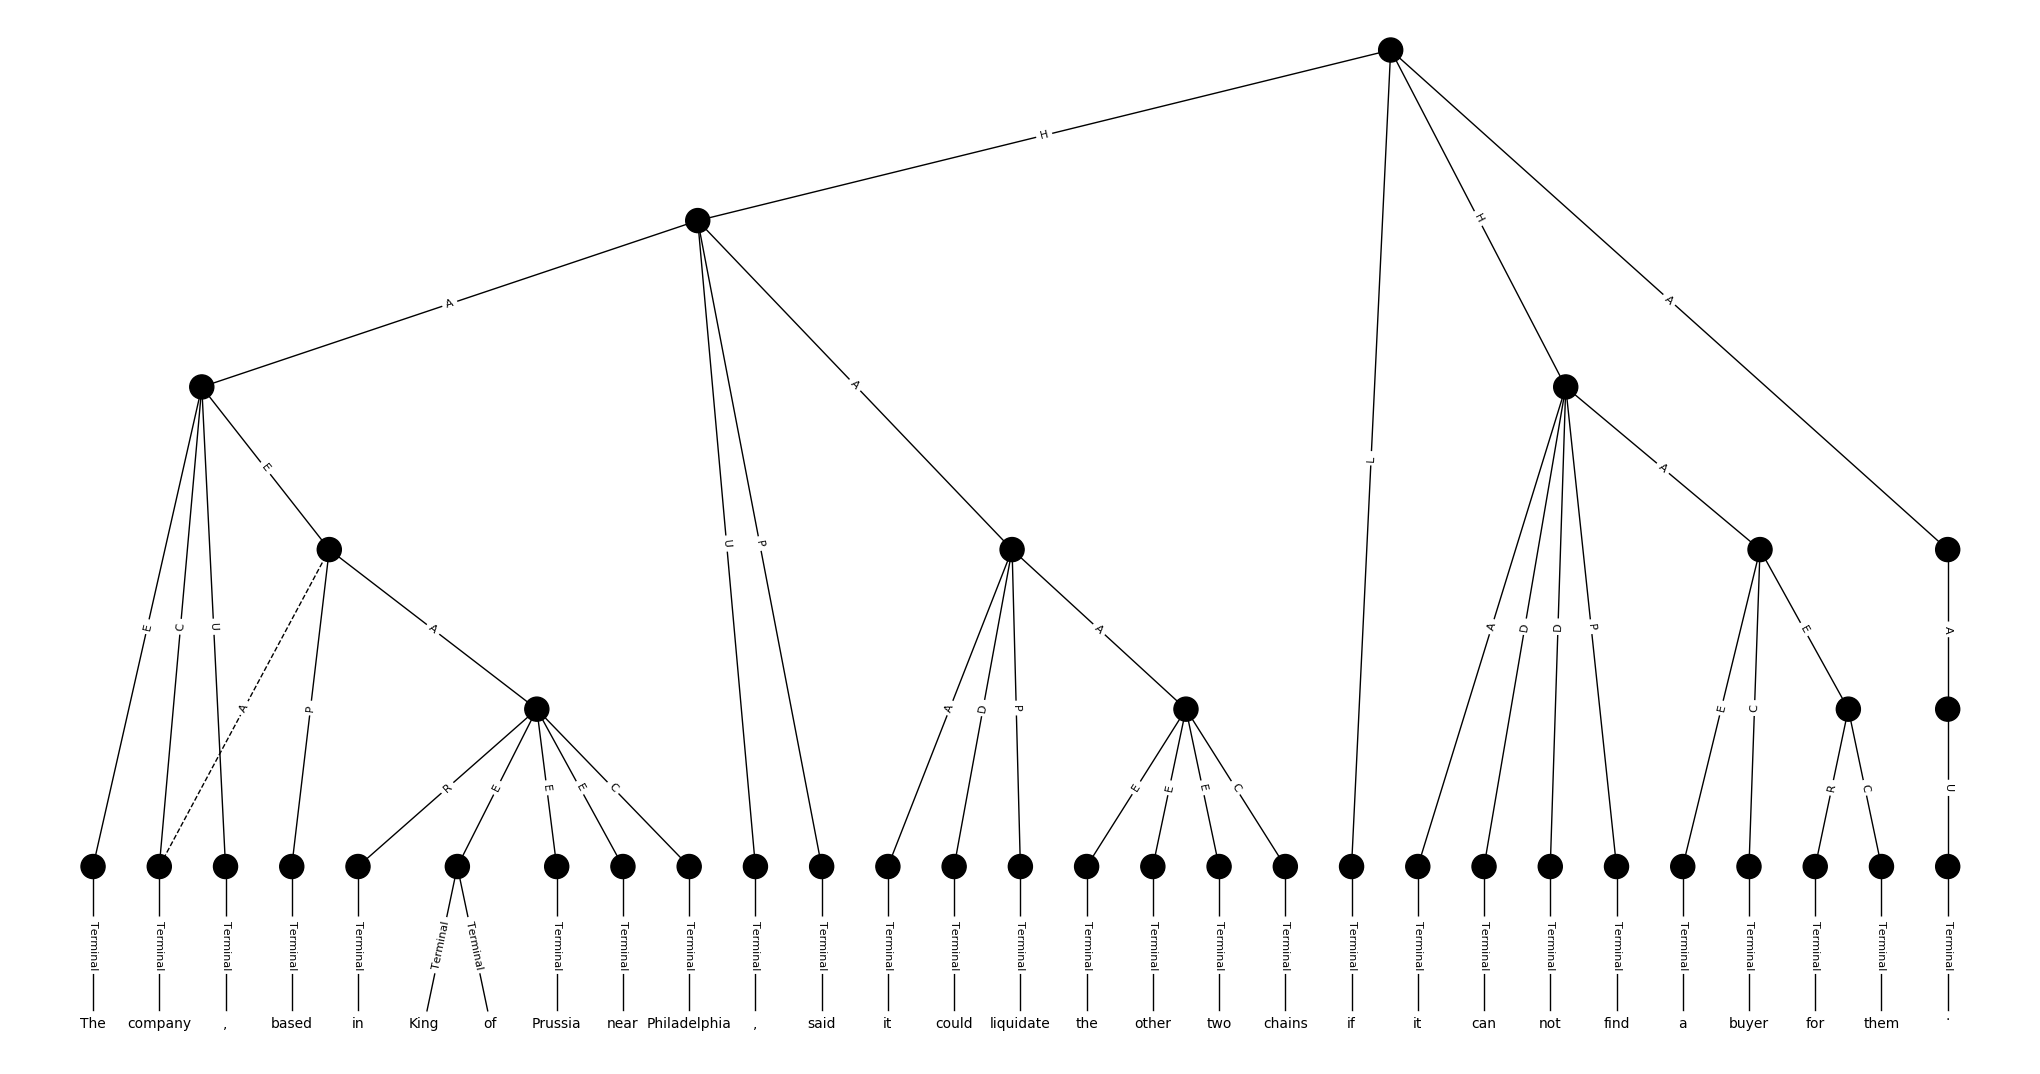 H
H
A
A
A
L
E
A
A
E
C
U
U
P
A
A
A
D
D
P
E
A
A
P
A
D
P
E
C
R
E
E
E
C
E
E
E
C
R
C
U
Terminal Terminal Terminal Terminal Terminal Terminal Terminal Terminal Terminal Terminal Terminal Terminal Terminal Terminal Terminal Terminal Terminal Terminal Terminal Terminal Terminal Terminal Terminal Terminal Terminal Terminal Terminal Terminal Terminal
The company , based in King of Prussia near Philadelphia , said it could liquidate the other two chains if it can not find a buyer for them .